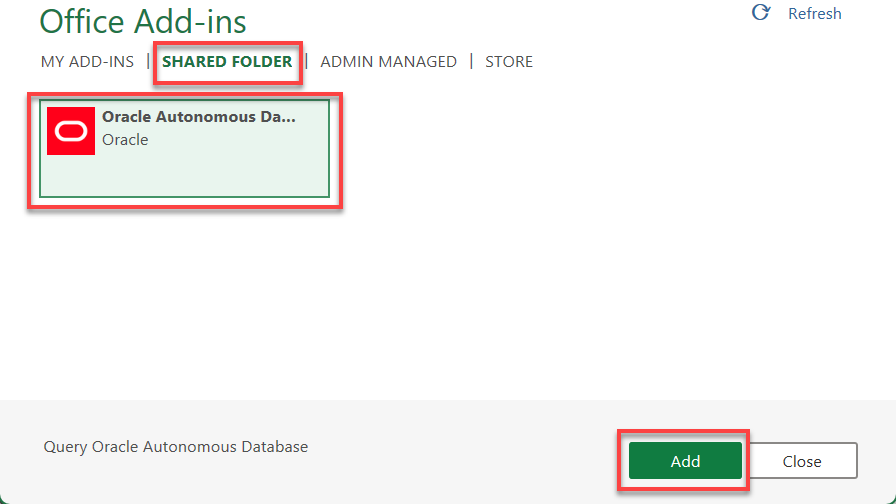 Office Add-ins
Refresh
MY ADD-INS | SHARED FOLDER | ADMIN MANAGED | STORE
Oracle Autonomous Da...
Oracle
Query Oracle Autonomous Database
Add
Close